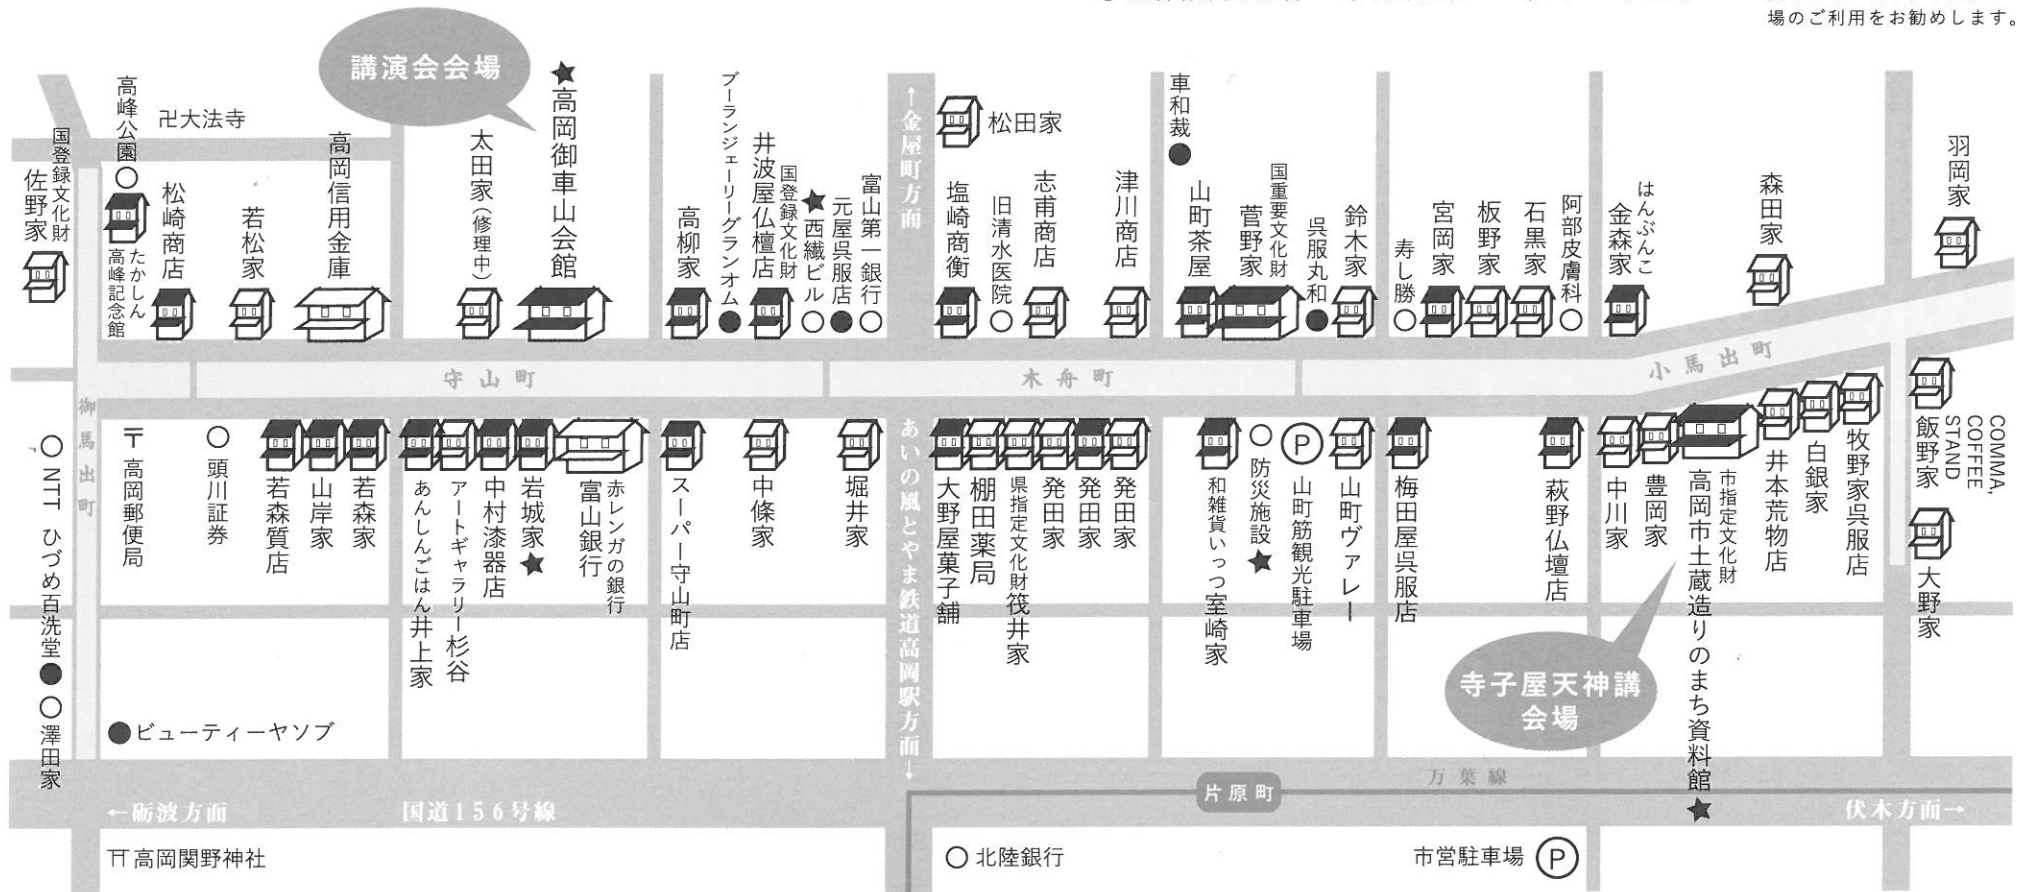 場のご利用をお勧めします。
講演会会場
高峰公園
卍大法寺
国登録文化財
佐野家
たかしん
高峰記念館
松崎商店
若松家
高岡信用金庫
太田家(修理中)
★高岡御車山会館
高柳家
ブーランジェーリーグランオム
井波屋仏檀店
国登録文化財
★西繊ビル
元屋呉服店
富山第一銀行
↑金屋町方面
松田家
塩崎商衡
旧清水医院
志甫商店
津川商店
車和裁
山町茶屋
国重要文化財
菅野家
呉服丸和
鈴木家
寿し勝
宮岡家
板野家
石黒家
阿部皮膚科
はんぶんこ
金森家
森田家
羽岡家
守山町
木舟町
小馬出町
御馬出町
NTT
ひづめ百洗堂
澤田家
〒高岡郵便局
頭川証券
若森質店
山岸家
若森家
あんしんごはん井上家
アートギャラリー杉谷
中村漆器店
岩城家★
赤レンガの銀行
富山銀行
スーパー守山町店
中條家
堀井家
あいの風とやま鉄道高岡駅方面↓
大野屋菓子舗
棚田薬局
県指定文化財筏井家
発田家
発田家
発田家
和雑貨いっつ室崎家
防災施設★
Ⓟ
山町筋観光駐車場
山町ヴァレー
梅田屋呉服店
萩野仏壇店
中川家
豊岡家
市指定文化財
高岡市土蔵造りのまち資料館★
井本荒物店
白銀家
牧野家呉服店
COMMA,
COFFEE
STAND
飯野家
大野家
寺子屋天神講
会場
ビューティーヤソブ
←砺波方面
国道156号線
片原町
万葉線
伏木方面→
高岡関野神社
北陸銀行
市営駐車場 Ⓟ